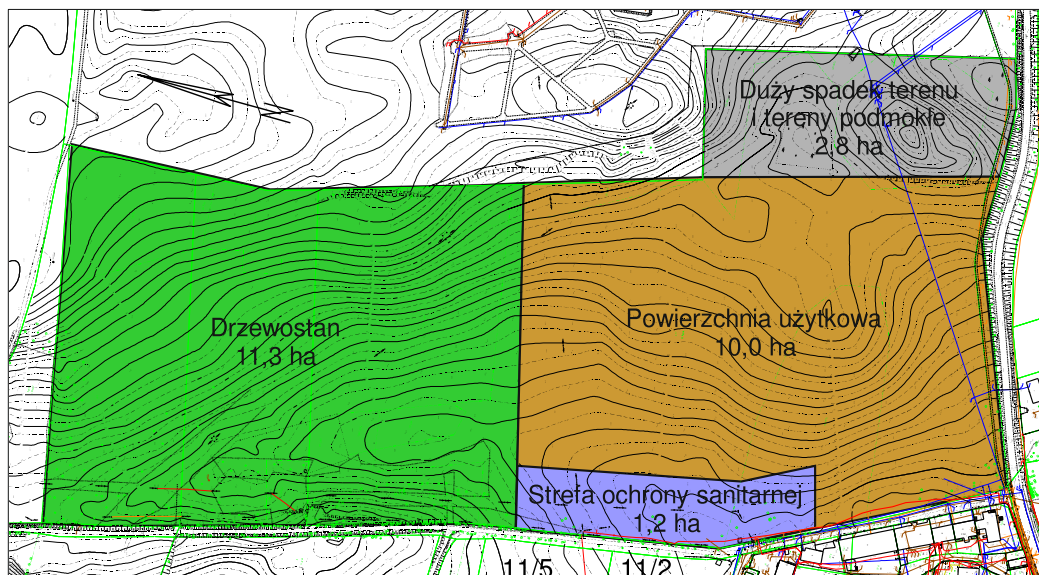 Duży spadek terenu
i tereny podmokłe
2,8 ha
Drzewostan
11,3 ha
Powierzchnia użytkowa
10,0 ha
Strefa ochrony sanitarnej
1,2 ha
11/5
11/2